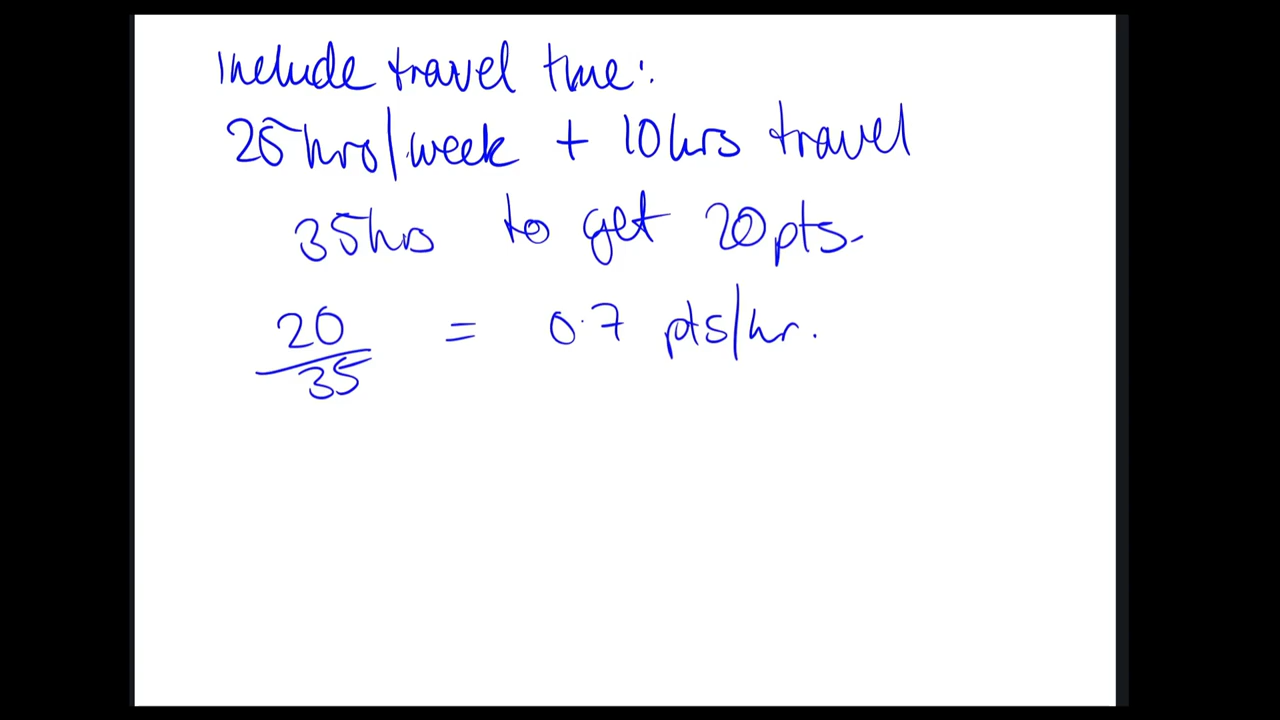 Include travel time:
25hrs/week + 10hrs travel
35hrs to get 20pts.
20/35 = 0.7 pts/hr.